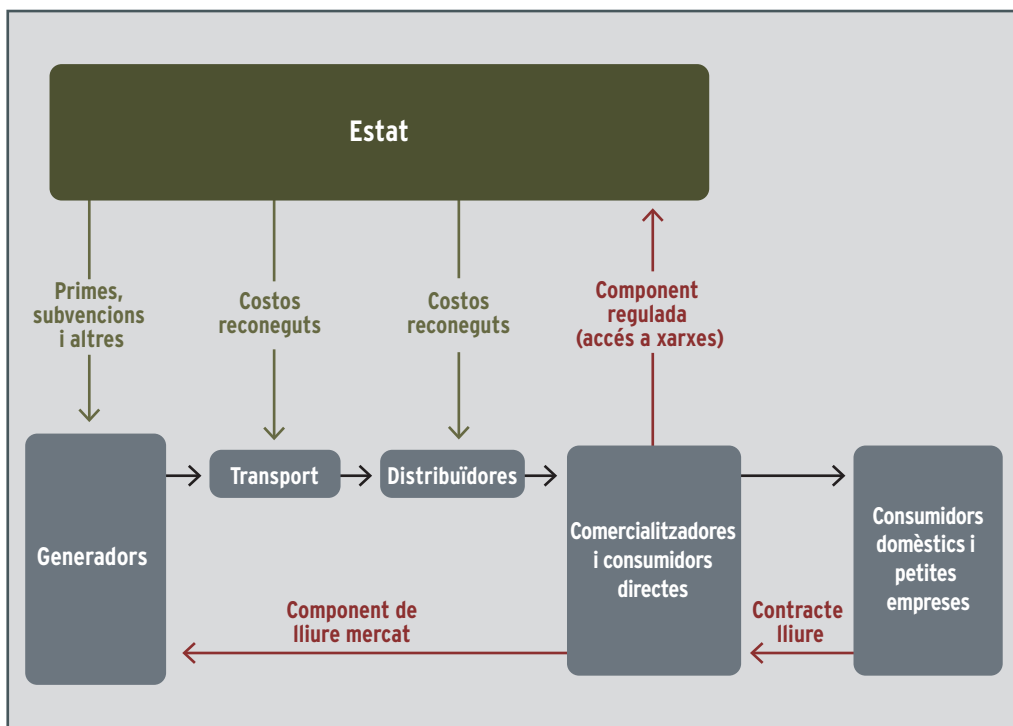 Estat
Primes,
subvencions
i altres
Costos
reconeguts
Costos
reconeguts
Component
regulada
(accés a xarxes)
Generadors
Transport
Distribuïdores
Comercialitzadores
i consumidors
directes
Consumidors
domèstics i
petites
empreses
Component de
lliure mercat
Contracte
lliure